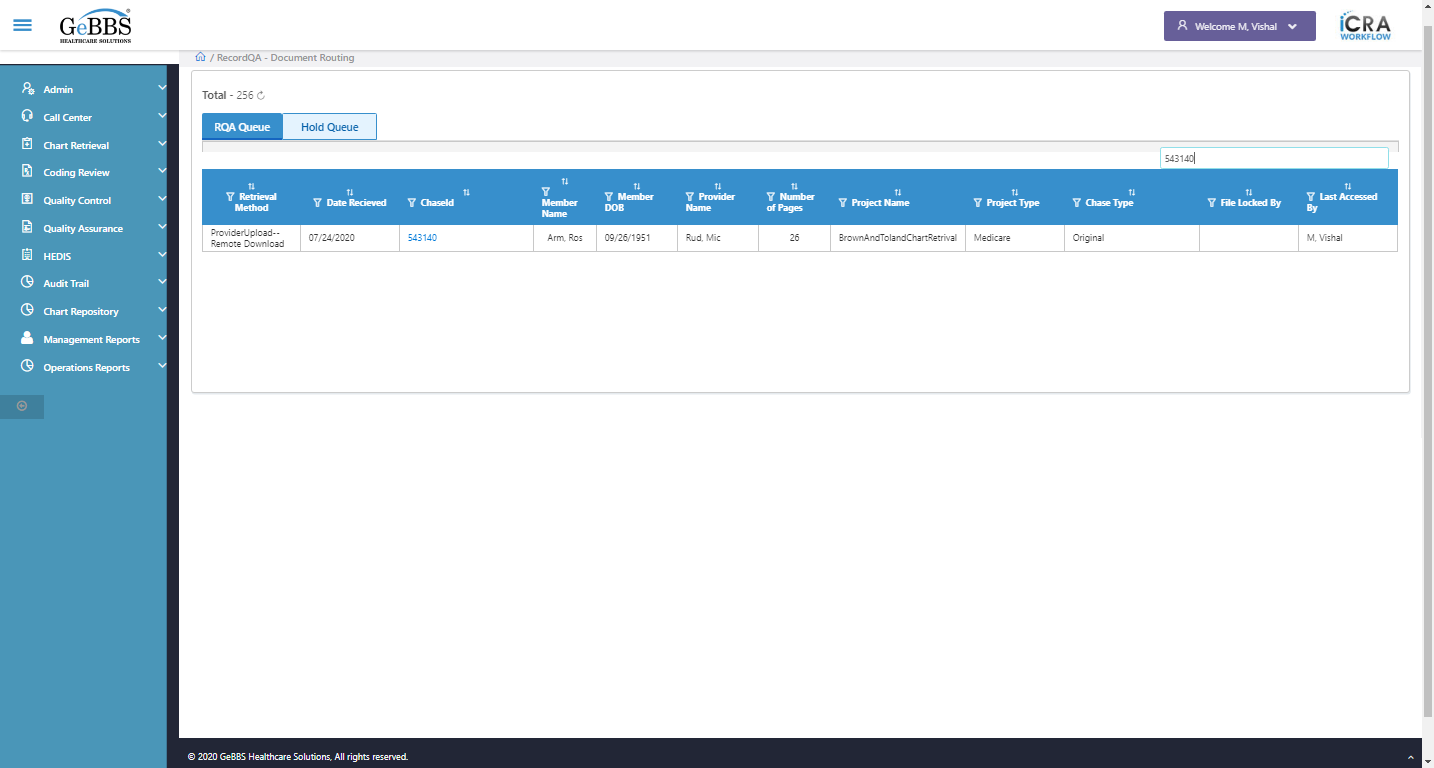 GeBBS®
HEALTHCARE SOLUTIONS
Welcome M, Vishal
iCRA
WORKFLOW
/ RecordQA - Document Routing
Admin
Call Center
Chart Retrieval
Coding Review
Quality Control
Quality Assurance
HEDIS
Audit Trail
Chart Repository
Management Reports
Operations Reports
Total - 256
RQA Queue
Hold Queue
543140
Retrieval
Method
Date Recieved
ChaseId
Member
Name
Member
DOB
Provider
Name
Number
of Pages
Project Name
Project Type
Chase Type
File Locked By
Last Accessed
By
ProviderUpload--
Remote Download
07/24/2020
543140
Arm, Ros
09/26/1951
Rud, Mic
26
BrownAndTolandChartRetrival
Medicare
Original
M, Vishal
© 2020 GeBBS Healthcare Solutions, All rights reserved.